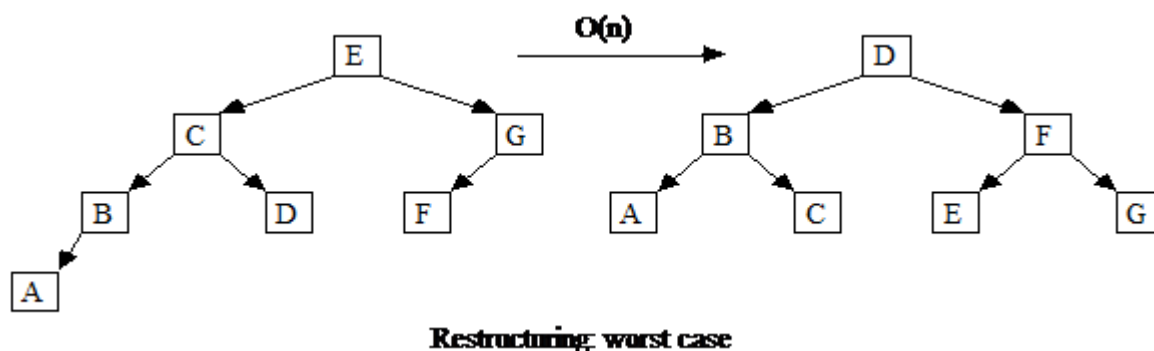 O(n)
E D
C G B F
B D F A C E G
A
Restructuring: worst case